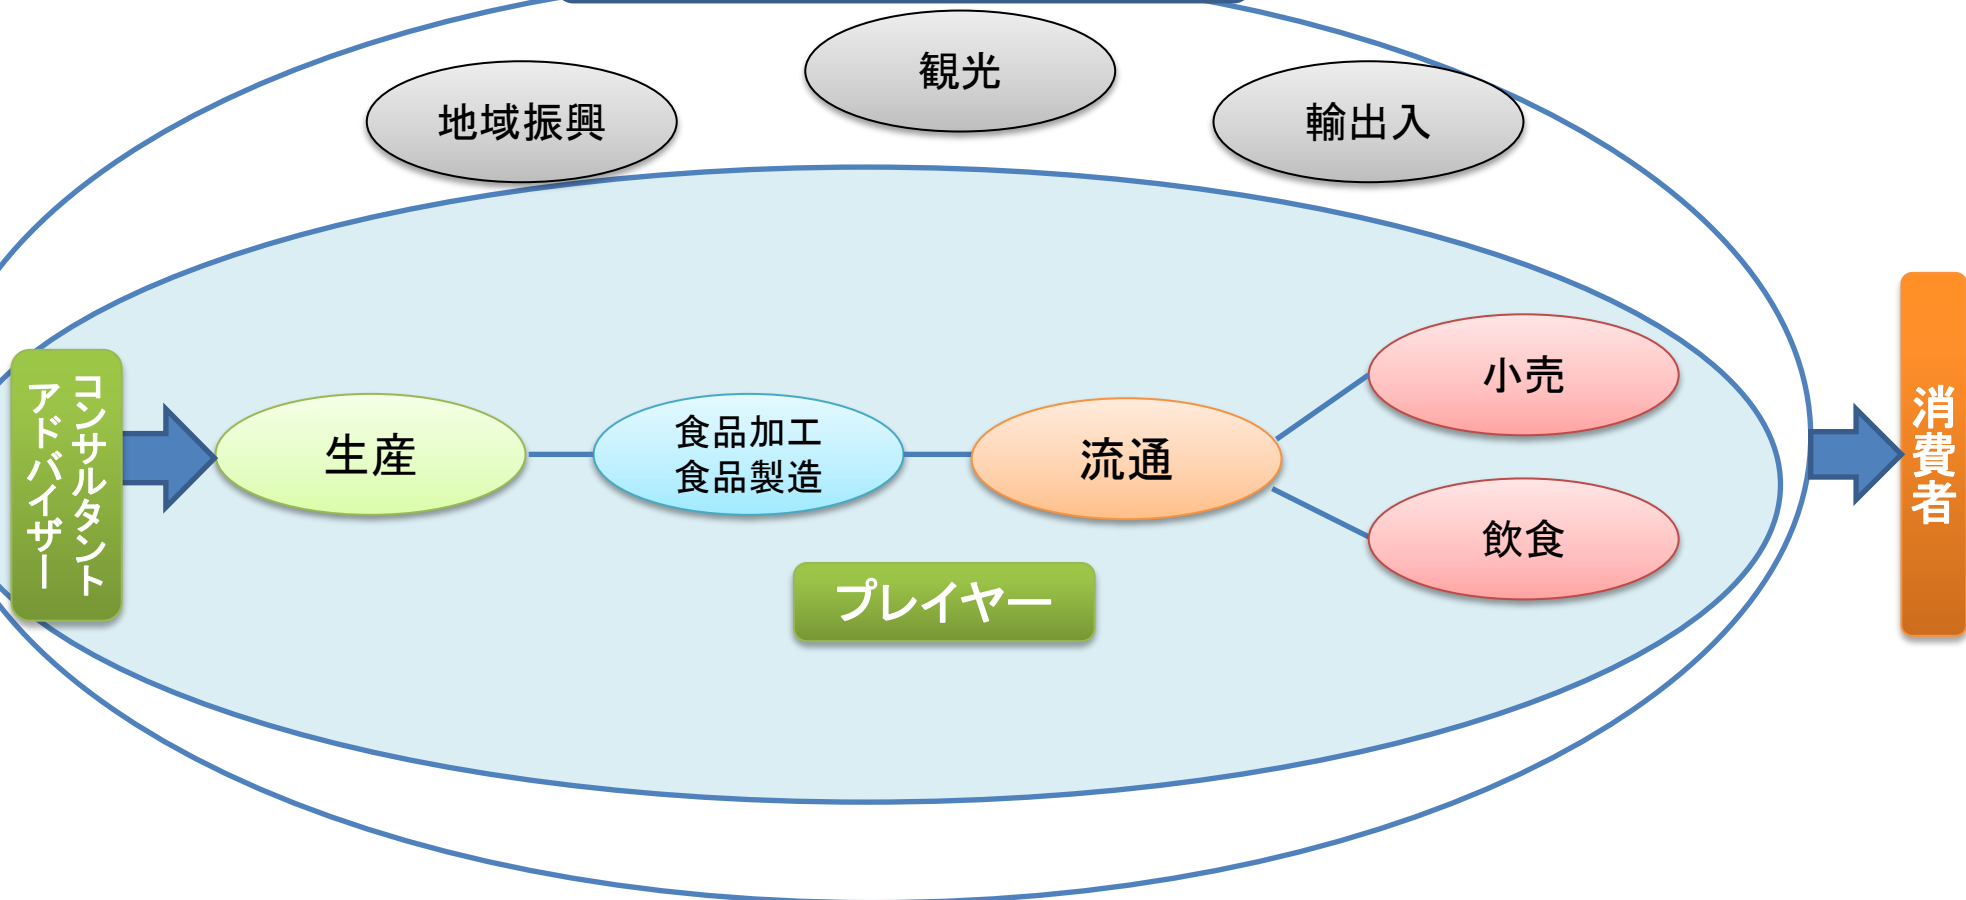 観光
地域振興
輸出入
コンサルタント
アドバイザー
生産
食品加工
食品製造
流通
小売
飲食
プレイヤー
消費者